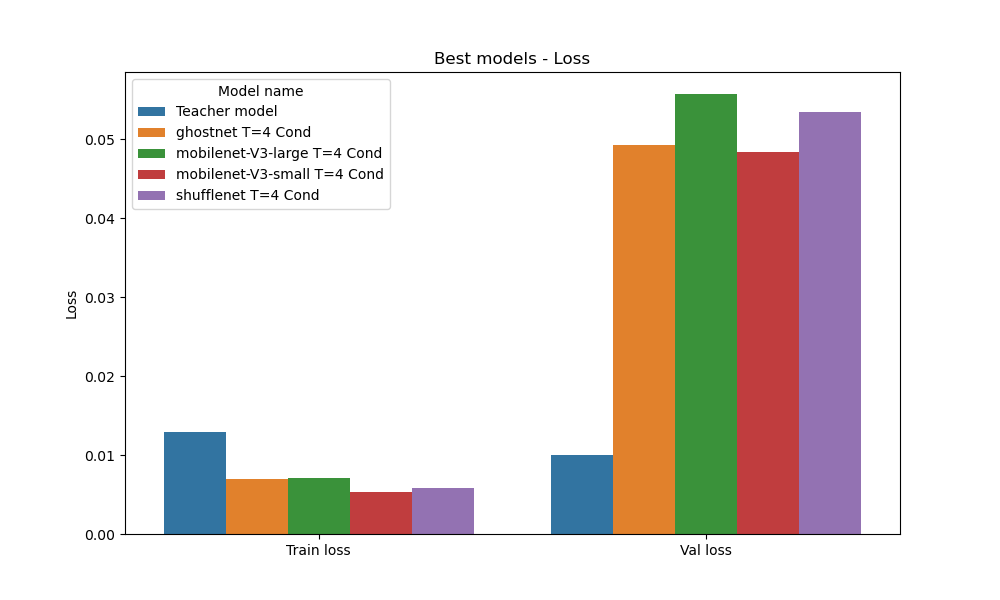 Best models - Loss
Model name
Teacher model
ghostnet T=4 Cond
mobilenet-V3-large T=4 Cond
mobilenet-V3-small T=4 Cond
shufflenet T=4 Cond
Loss
0.05
0.04
0.03
0.02
0.01
0.00
Train loss
Val loss